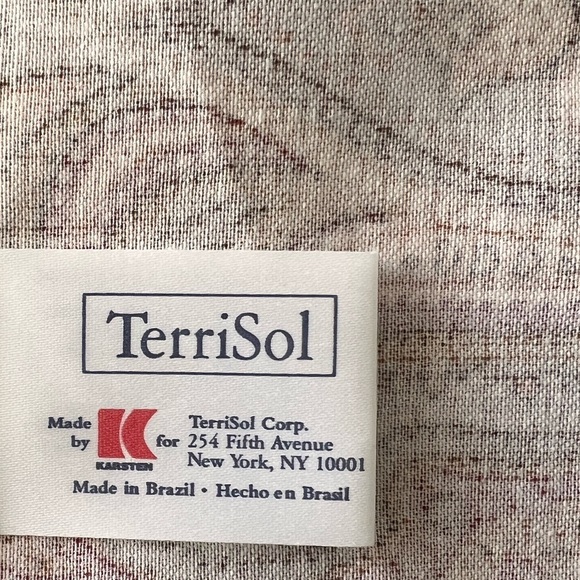 TerriSol
Made by KARSTEN for TerriSol Corp.
254 Fifth Avenue
New York, NY 10001
Made in Brazil • Hecho en Brasil